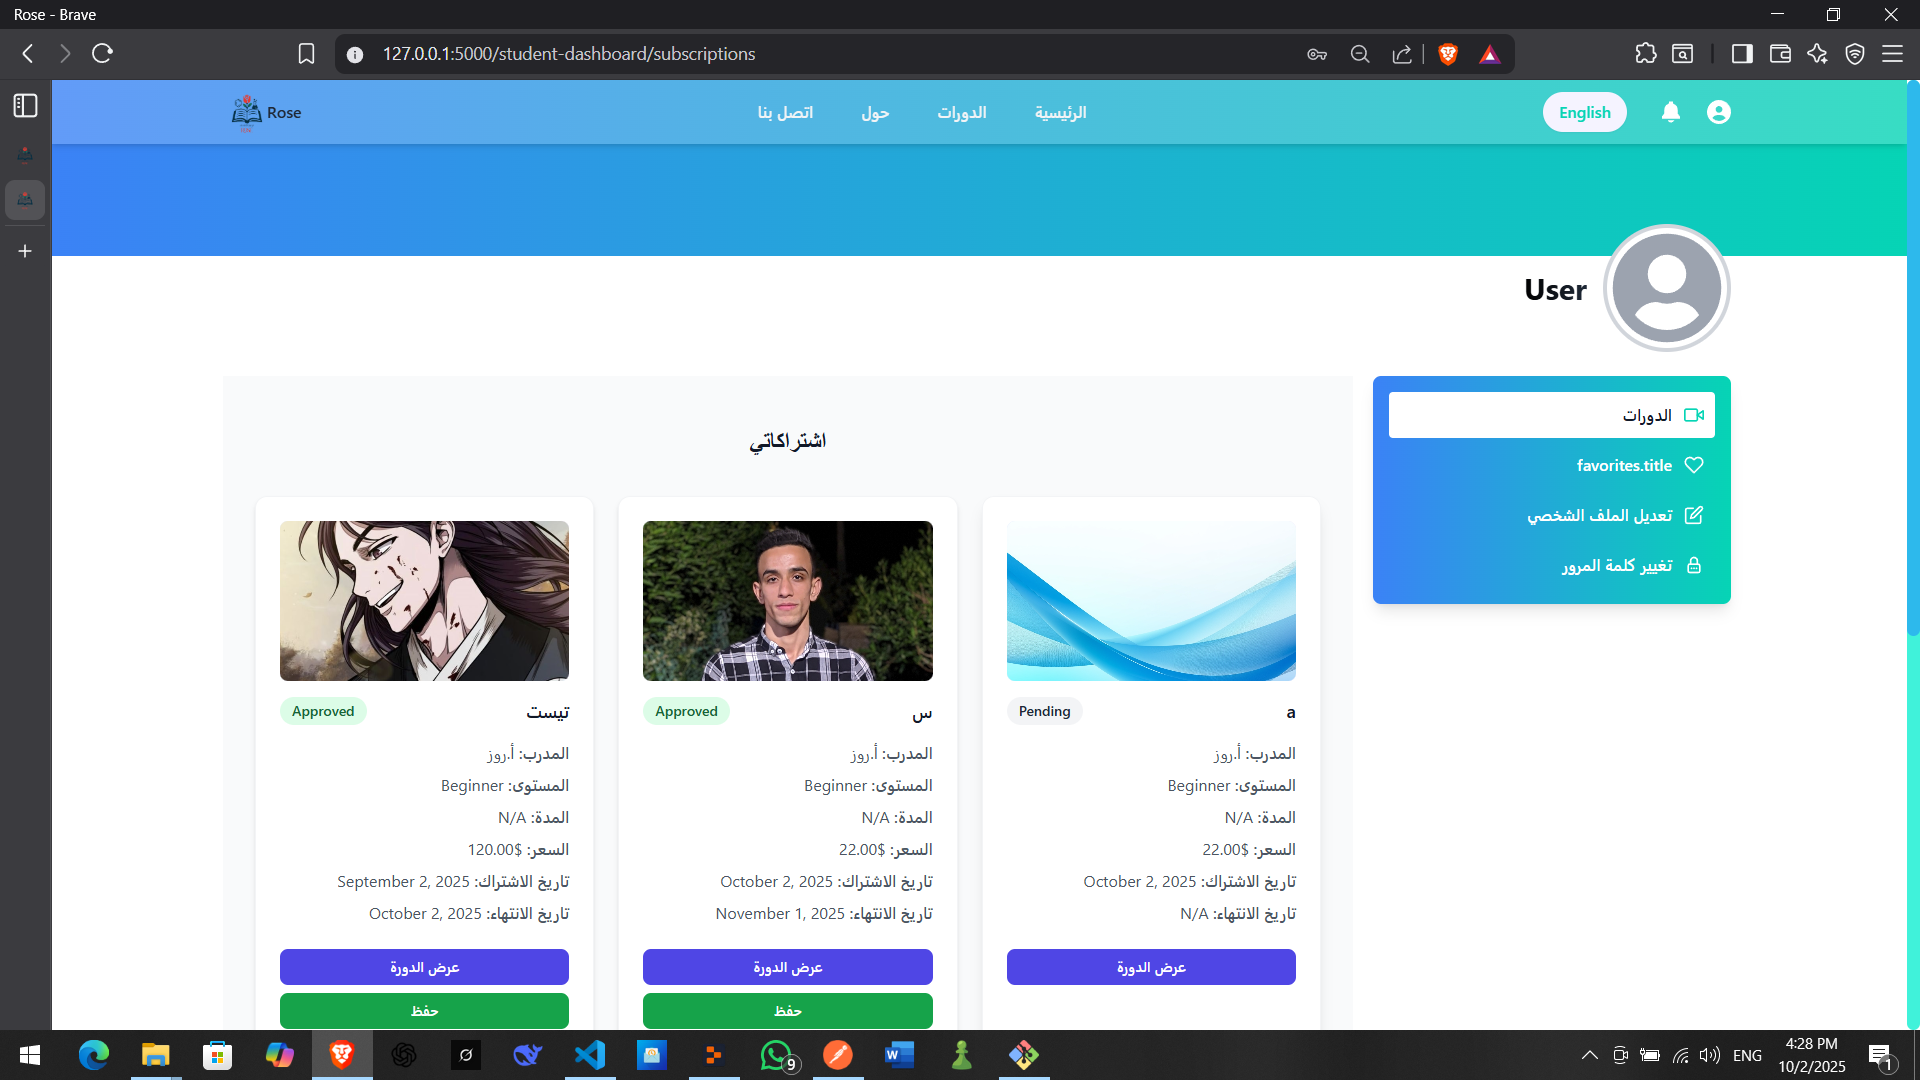 Rose - Brave
127.0.0.1:5000/student-dashboard/subscriptions
Rose
الرئيسية
الدورات
حول
اتصل بنا
English
User
الدورات
favorites.title
تعديل الملف الشخصي
تغيير كلمة المرور
اشتراكاتي
a
Pending
المدرب: أ.روز
المستوى: Beginner
المدة: N/A
السعر: $22.00
تاريخ الاشتراك: October 2, 2025
تاريخ الانتهاء: N/A
عرض الدورة
س
Approved
المدرب: أ.روز
المستوى: Beginner
المدة: N/A
السعر: $22.00
تاريخ الاشتراك: October 2, 2025
تاريخ الانتهاء: November 1, 2025
عرض الدورة
حفظ
تيست
Approved
المدرب: أ.روز
المستوى: Beginner
المدة: N/A
السعر: $120.00
تاريخ الاشتراك: September 2, 2025
تاريخ الانتهاء: October 2, 2025
عرض الدورة
حفظ
9
ENG
4:28 PM
10/2/2025
1